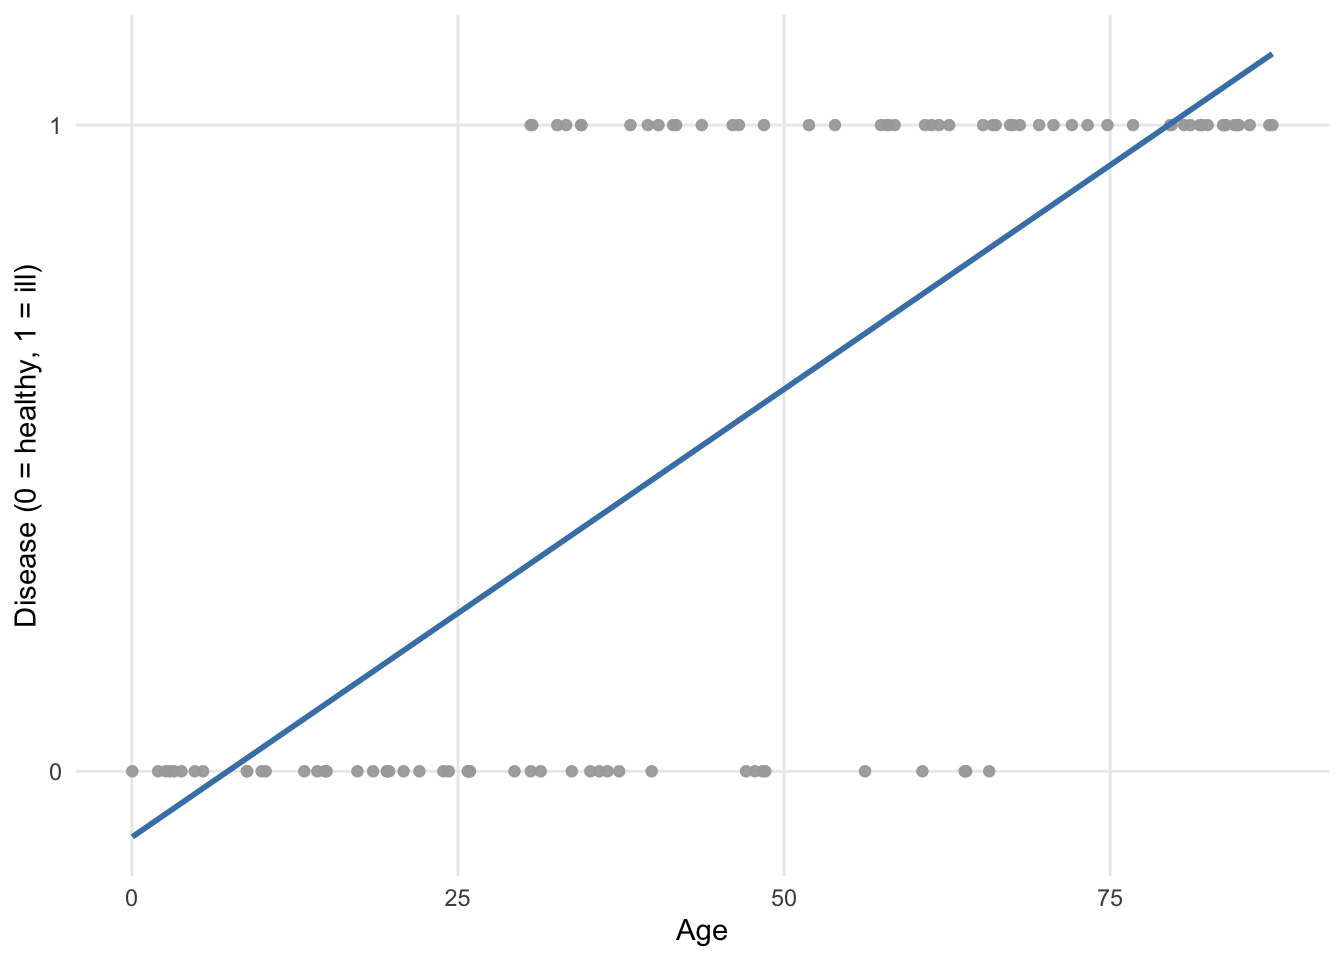 Disease (0 = healthy, 1 = ill)
1
0
0 25 50 75
Age